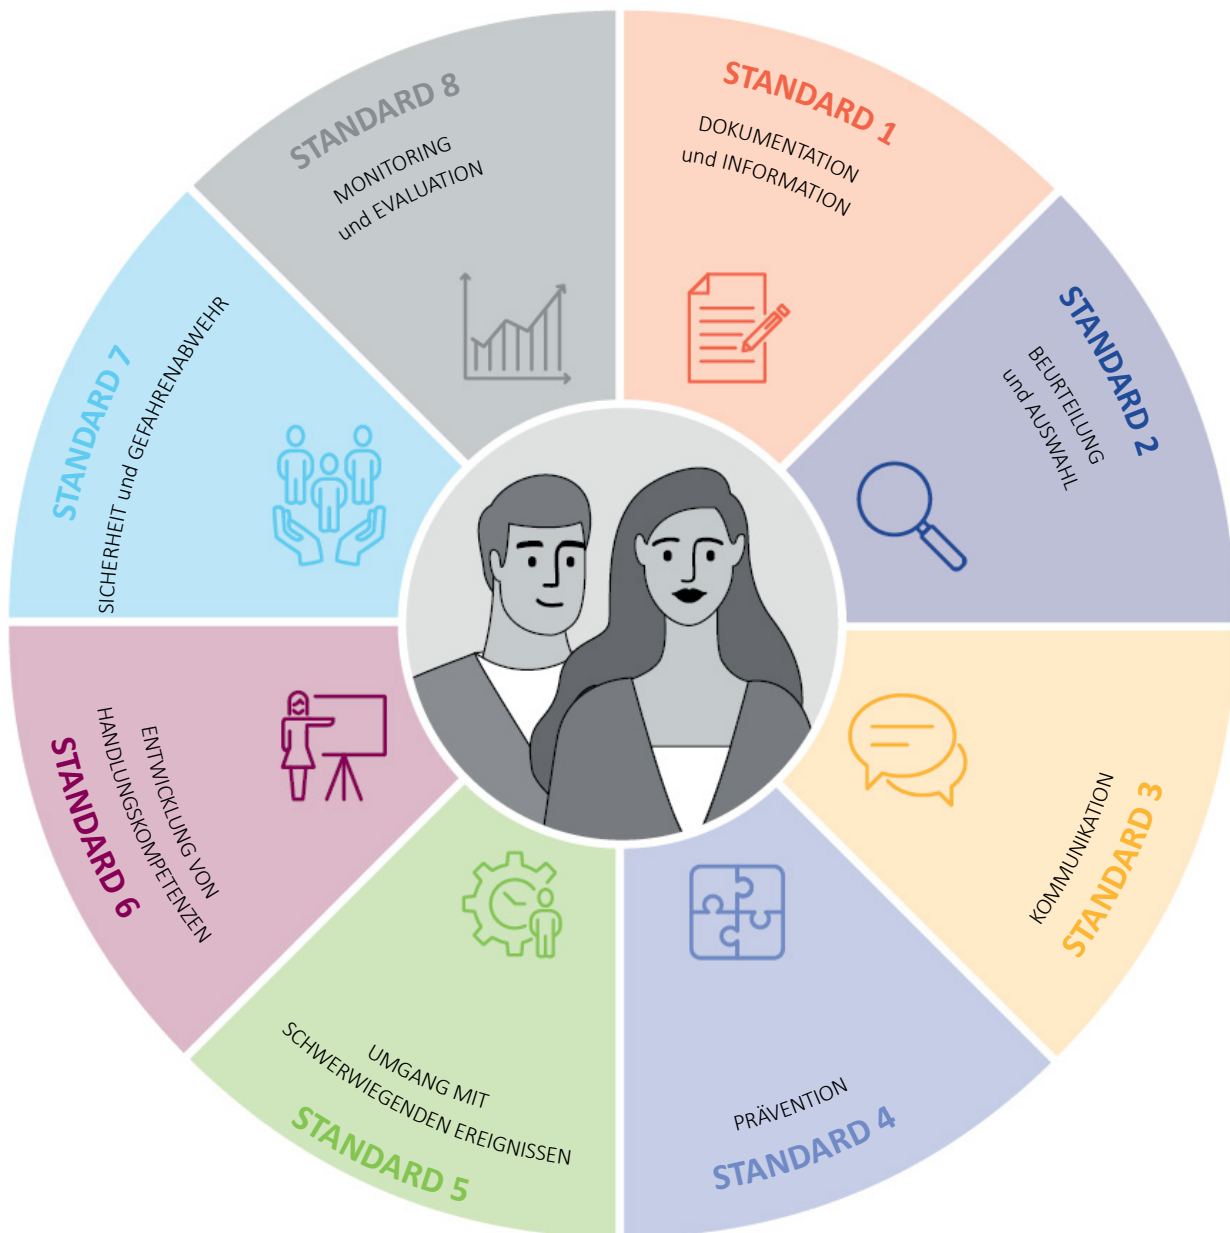 STANDARD 1
DOKUMENTATION
und INFORMATION
STANDARD 2
BEURTEILUNG
und AUSWAHL
KOMMUNIKATION
STANDARD 3
PRÄVENTION
STANDARD 4
UMGANG MIT
SCHWERWIEGENDEN EREIGNISSEN
STANDARD 5
ENTWICKLUNG VON
HANDLUNGSKOMPETENZEN
STANDARD 6
STANDARD 7
SICHERHEIT und GEFAHRENABWEHR
STANDARD 8
MONITORING
und EVALUATION